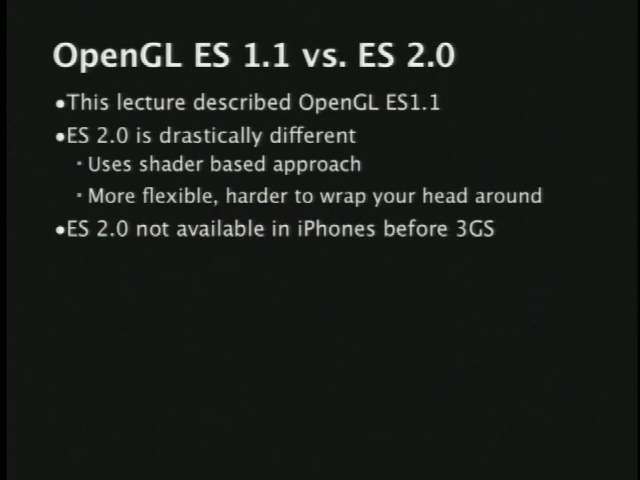 OpenGL ES 1.1 vs. ES 2.0
•This lecture described OpenGL ES1.1
•ES 2.0 is drastically different
· Uses shader based approach
· More flexible, harder to wrap your head around
•ES 2.0 not available in iPhones before 3GS